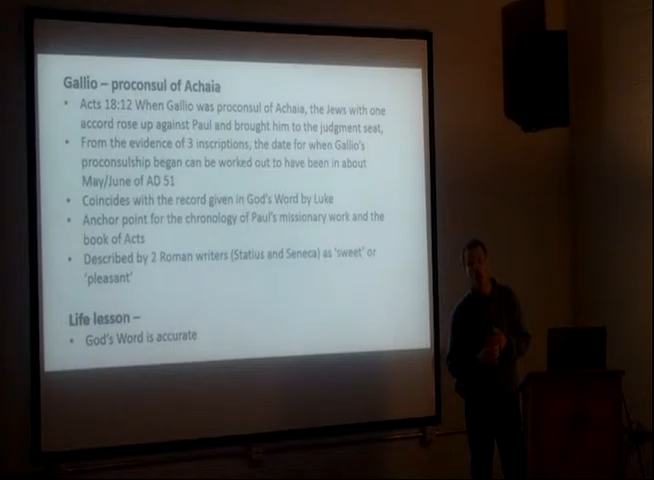 Gallio – proconsul of Achaia
• Acts 18:12 When Gallio was proconsul of Achaia, the Jews with one
accord rose up against Paul and brought him to the judgment seat,
• From the evidence of 3 inscriptions, the date for when Gallio's
proconsulship began can be worked out to have been in about
May/June of AD 51
• Coincides with the record given in God's Word by Luke
• Anchor point for the chronology of Paul's missionary work and the
book of Acts
• Described by 2 Roman writers (Statius and Seneca) as 'sweet' or
'pleasant'
Life lesson –
• God's Word is accurate